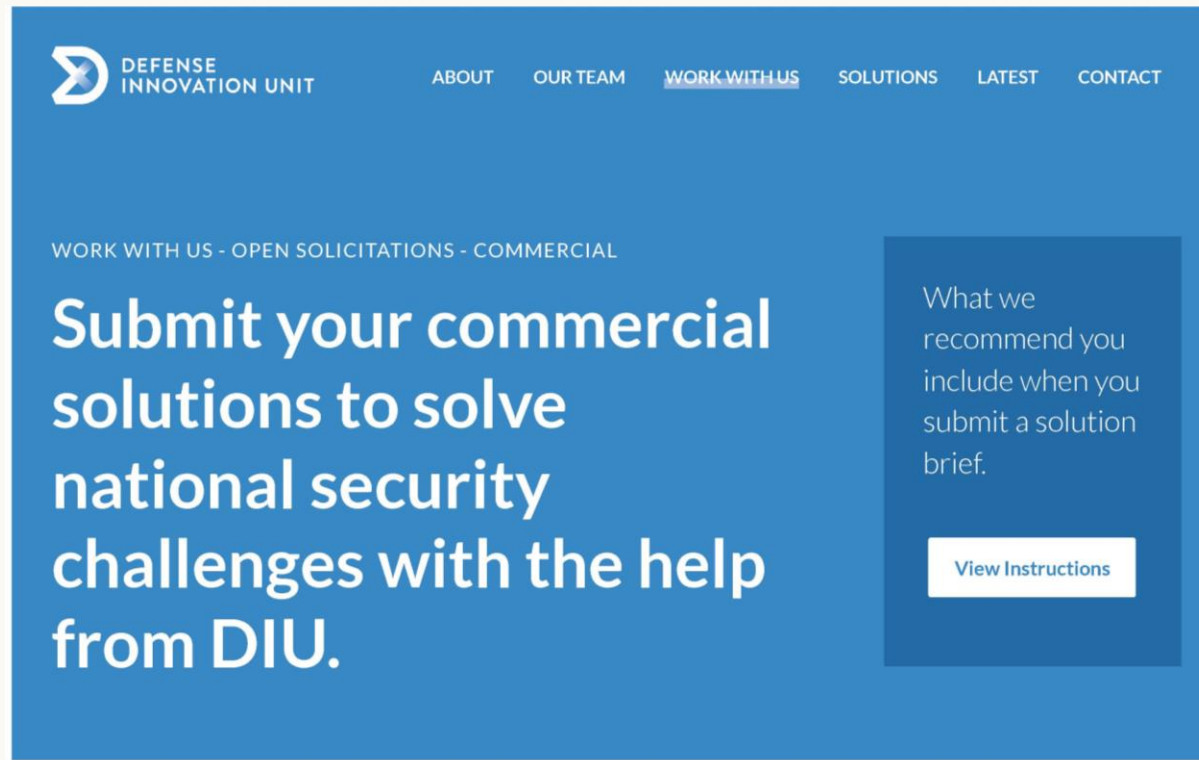 DEFENSE
INNOVATION UNIT
ABOUT
OUR TEAM
WORK WITH US
SOLUTIONS
LATEST
CONTACT
WORK WITH US - OPEN SOLICITATIONS - COMMERCIAL
Submit your commercial
solutions to solve
national security
challenges with the help
from DIU.
What we
recommend you
include when you
submit a solution
brief.
View Instructions